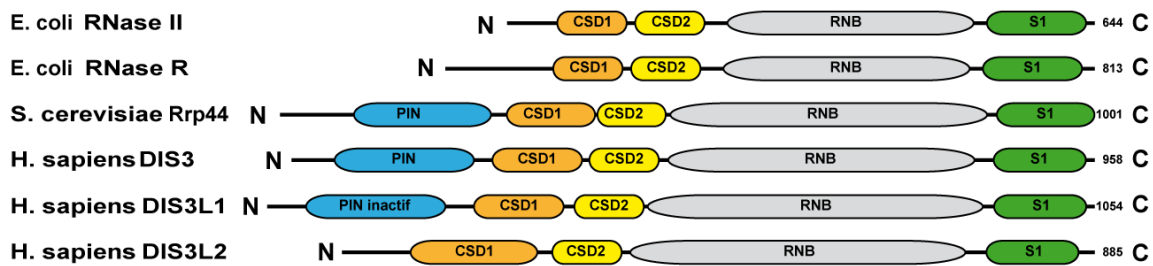 E. coli RNase II N CSD1 CSD2 RNB S1 644 C
E. coli RNase R N CSD1 CSD2 RNB S1 813 C
S. cerevisiae Rrp44 N PIN CSD1 CSD2 RNB S1 1001 C
H. sapiens DIS3 N PIN CSD1 CSD2 RNB S1 958 C
H. sapiens DIS3L1 N PIN inactif CSD1 CSD2 RNB S1 1054 C
H. sapiens DIS3L2 N CSD1 CSD2 RNB S1 885 C